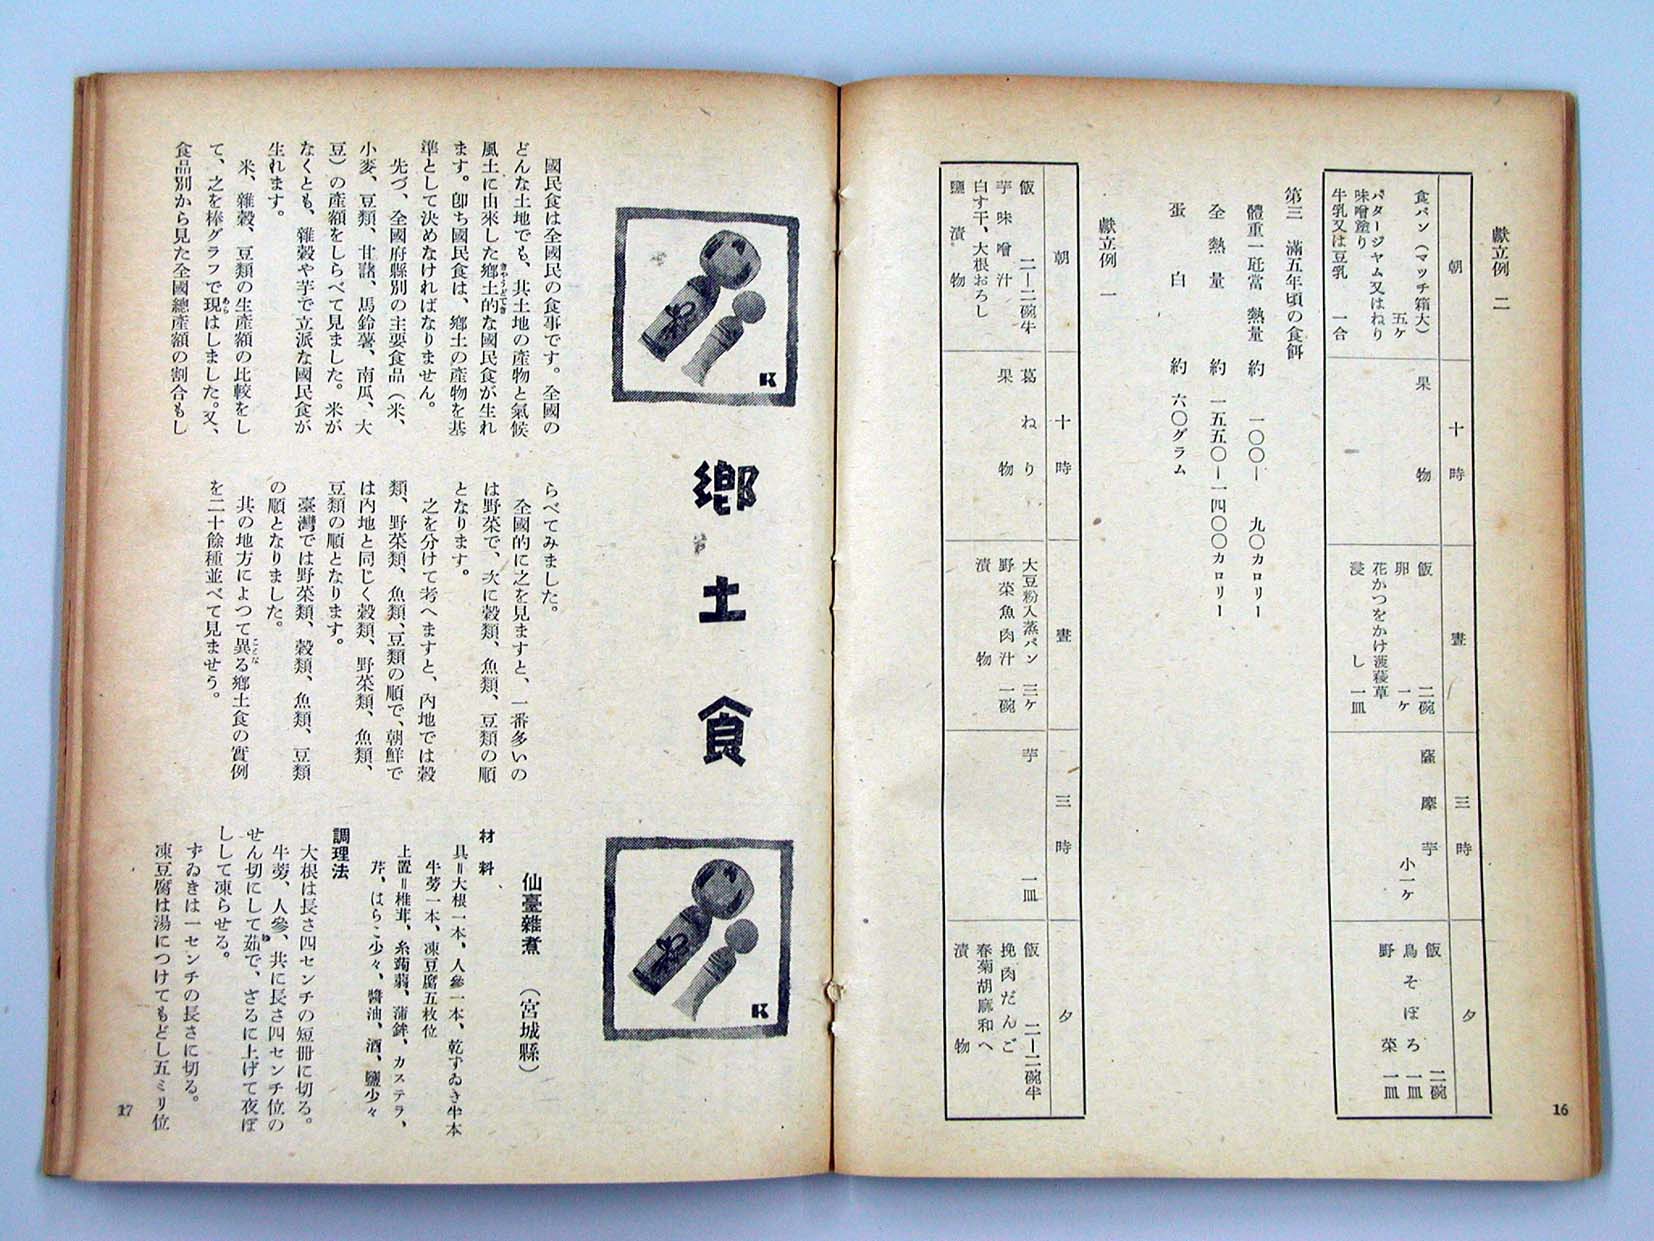 獻立例 二
朝
食パン(マッチ箱大) 五ケ
バタージヤム又はねり
味噌塗り
牛乳又は豆乳 一合
十時
果物
晝
飯 二碗
卵 一ケ
花かつをかけ菠薐草
浸し 一皿
三時
薩摩芋 小一ケ
夕
飯 二碗
鳥そぼろ 一皿
野菜 一皿
第三 滿五年頃の食餌
體重一瓩當 熱量 約 一〇〇― 九〇カロリー
全熱量 約 一五五〇―一四〇〇カロリー
蛋白 約 六〇グラム
獻立例 一
朝
飯 二―二碗半
芋味噌汁
白す干、大根おろし
鹽漬物
十時
葛ねり
果物
晝
大豆粉入蒸パン 三ケ
野菜魚肉汁 一碗
漬物
三時
芋 一皿
夕
飯 二―二碗半
挽肉だんご
春菊胡麻和へ
漬物
16
鄕土食
國民食は全國民の食事です。全國の
どんな土地でも、其土地の產物と氣候
風土に由來した鄕土的な國民食が生れ
きやうどてき
ます。卽ち國民食は、鄕土の產物を基
準として決めなければなりません。
先づ、全國府縣別の主要食品(米、
小麥、豆類、甘藷、馬鈴薯、南瓜、大
豆)の產額をしらべて見ました。米が
なくとも、雜穀や芋で立派な國民食が
生れます。
米、雜穀、豆類の生產額の比較をし
て、之を棒グラフで現はしました。又、
あら
食品別から見た全國總產額の割合もし
らべてみました。
全國的に之を見ますと、一番多いの
は野菜で、次に穀類、魚類、豆類の順
となります。
之を分けて考へますと、內地では穀
類、野菜類、魚類、豆類の順で、朝鮮で
は內地と同じく穀類、野菜類、魚類、
豆類の順となります。
臺灣では野菜類、穀類、魚類、豆類
の順となりました。
其の地方によつて異る鄕土食の實例
ことな
を二十餘種並べて見ませう。
仙臺雜煮 (宮城縣)
材料
具=大根一本、人參一本、乾ずゐき半本
牛蒡一本、凍豆腐五枚位
上置=椎茸、糸蒟蒻、蒲鉾、カステラ、
芹、はらこ少々、醬油、酒、鹽少々
調理法
大根は長さ四センチの短册に切る。
牛蒡、人參、共に長さ四センチ位の
せん切にして茹で、ざるに上げて夜ぼ
ゆ
しして凍らせる。
ずゐきは一センチの長さに切る。
凍豆腐は湯につけてもどし五ミリ位
17